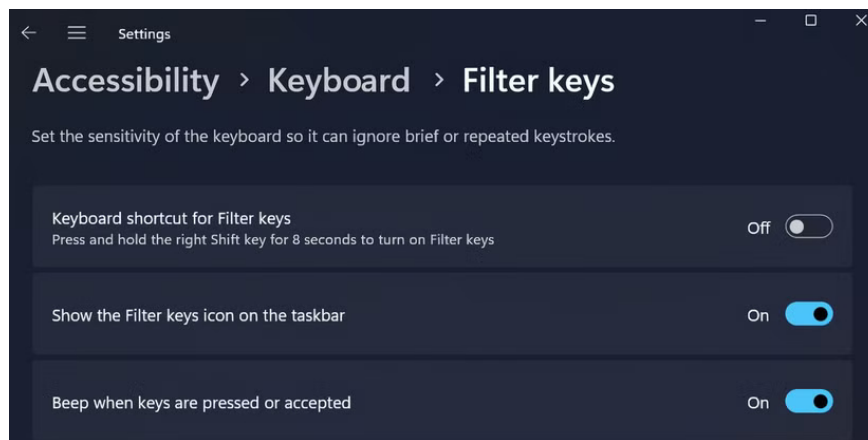 Settings
Accessibility > Keyboard > Filter keys
Set the sensitivity of the keyboard so it can ignore brief or repeated keystrokes.
Keyboard shortcut for Filter keys
Press and hold the right Shift key for 8 seconds to turn on Filter keys
Off
Show the Filter keys icon on the taskbar
On
Beep when keys are pressed or accepted
On